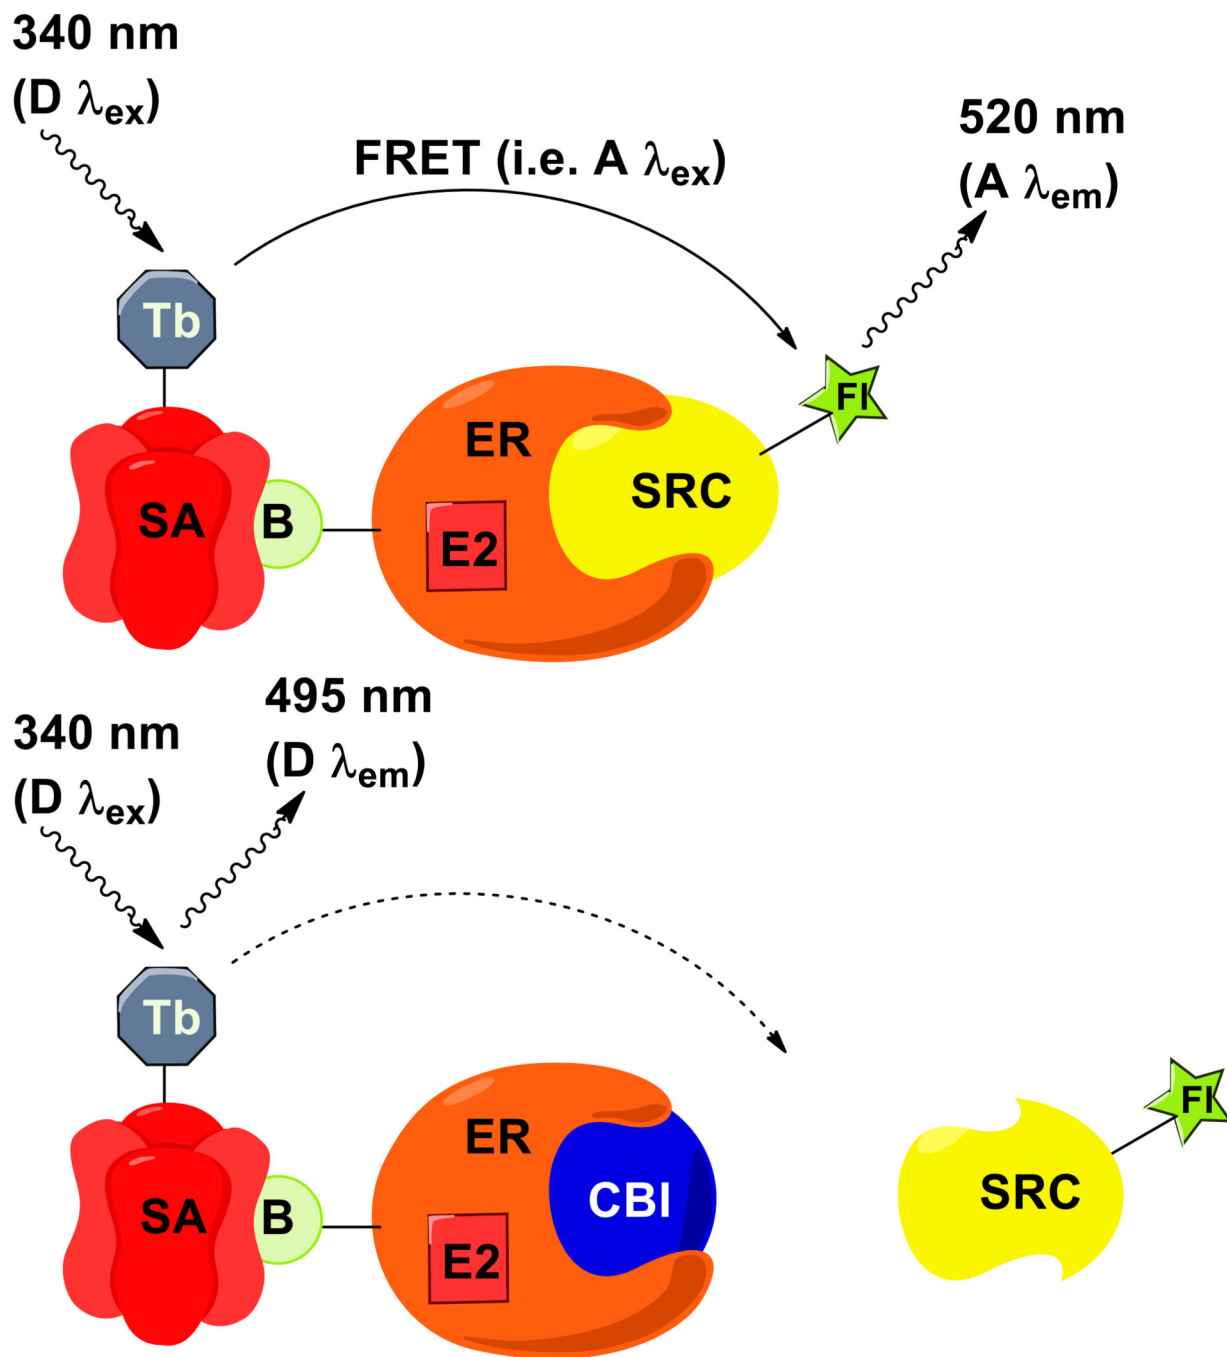 340 nm
(D λex)
FRET (i.e. A λex)
520 nm
(A λem)
Tb
Fl
ER
SRC
SA
B
E2
495 nm
(D λem)
340 nm
(D λex)
Tb
Fl
ER
CBI
SRC
SA
B
E2